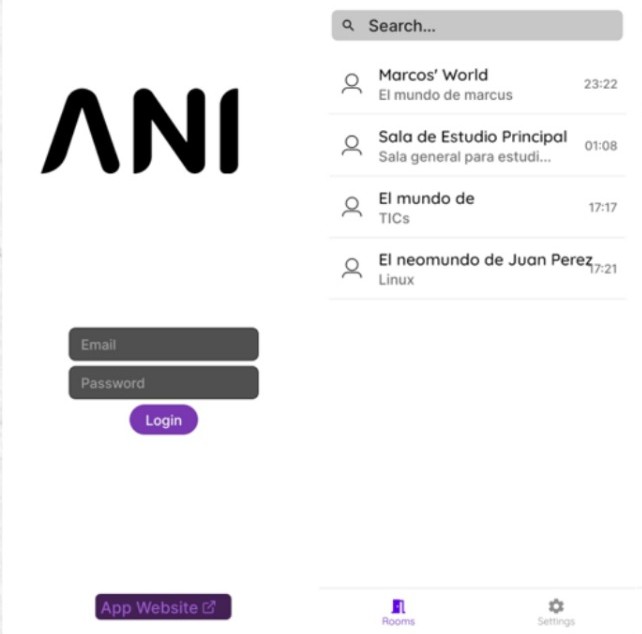 ANI
Email
Password
Login
App Website
Search...
Marcos' World
El mundo de marcus
23:22
Sala de Estudio Principal
Sala general para estudi...
01:08
El mundo de
TICs
17:17
El neomundo de Juan Perez
Linux
17:21
Rooms
Settings